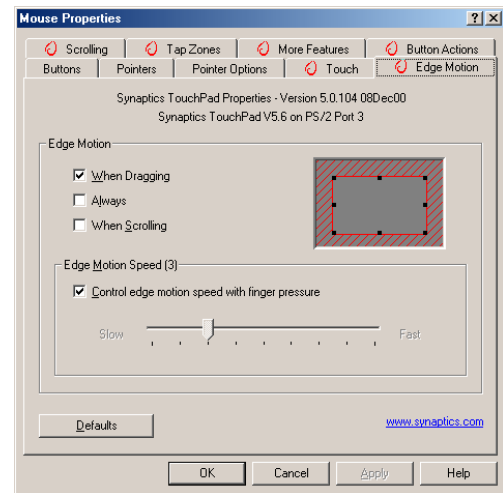 Mouse Properties
Scrolling Tap Zones More Features Button Actions
Buttons Pointers Pointer Options Touch Edge Motion
Synaptics TouchPad Properties - Version 5.0.104 08Dec00
Synaptics TouchPad V5.6 on PS/2 Port 3
Edge Motion
When Dragging
Always
When Scrolling
Edge Motion Speed (3)
Control edge motion speed with finger pressure
Slow Fast
Defaults www.synaptics.com
OK Cancel Apply Help